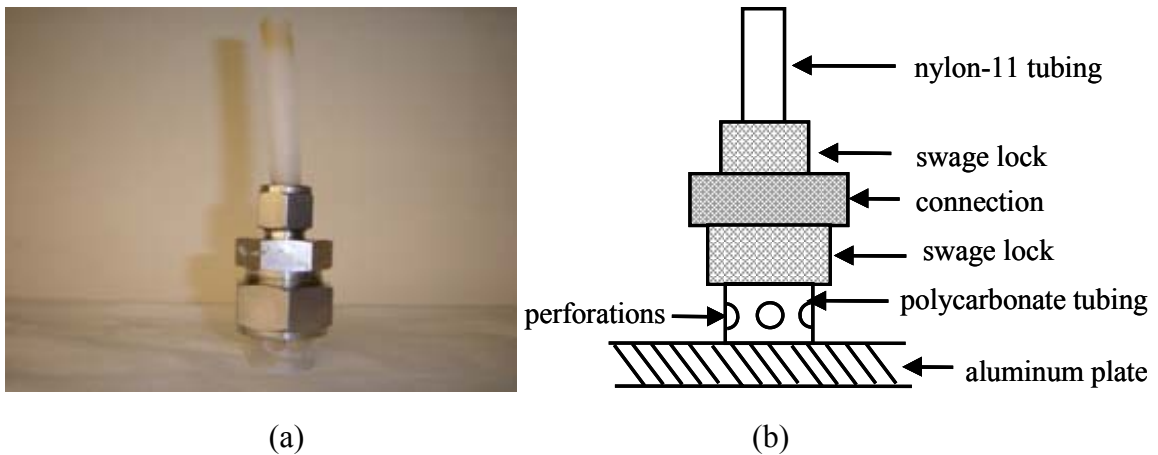 nylon-11 tubing
swage lock
connection
swage lock
polycarbonate tubing
perforations
aluminum plate
(a)
(b)